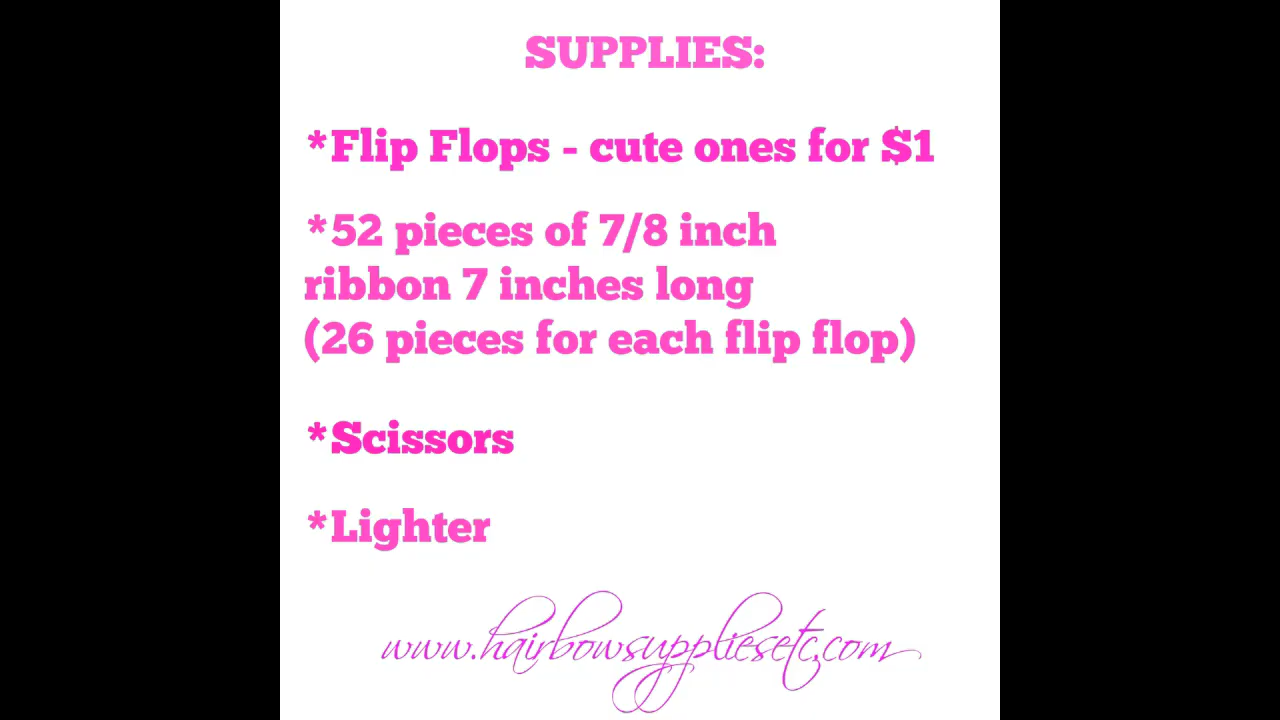 SUPPLIES:
*Flip Flops - cute ones for $1
*52 pieces of 7/8 inch
ribbon 7 inches long
(26 pieces for each flip flop)
*Scissors
*Lighter
www.hairbowsuppliesetc.com